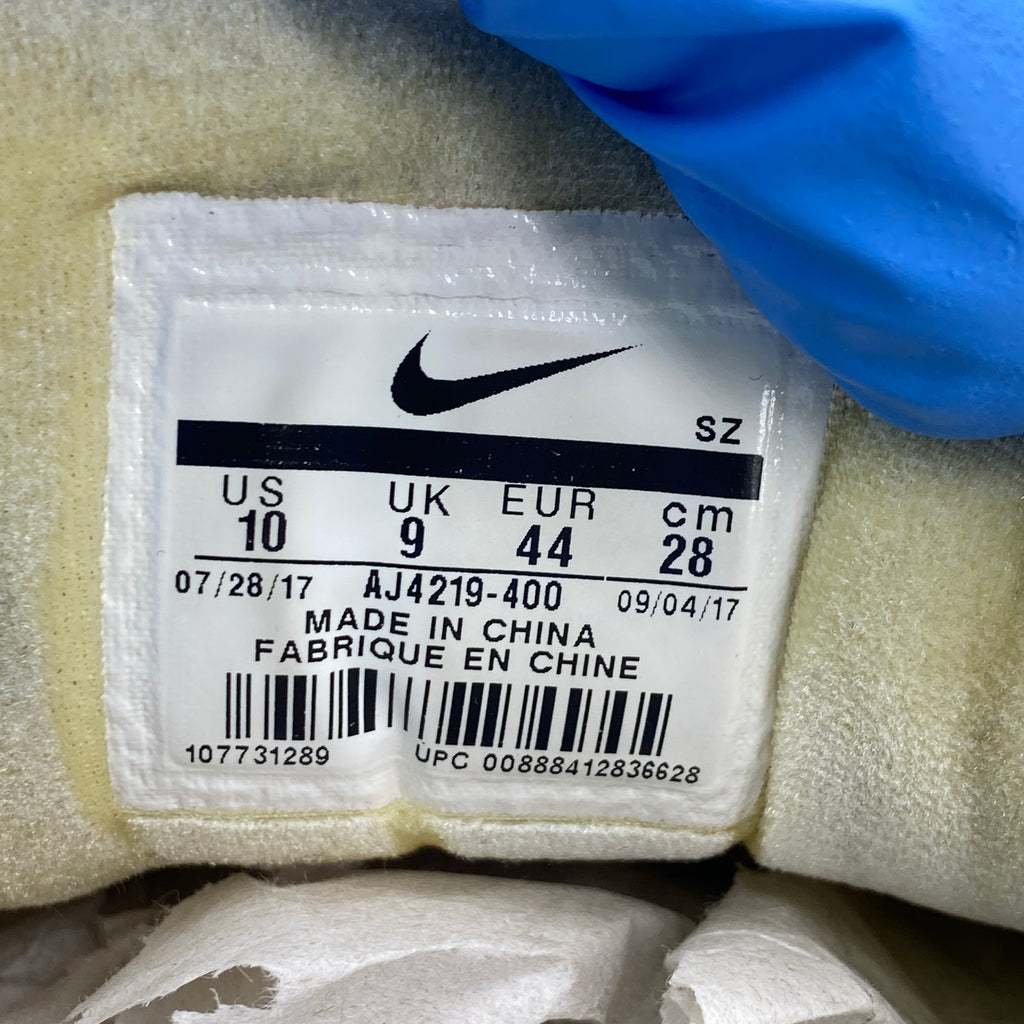 SZ
US UK EUR cm
10 9 44 28
07/28/17 AJ4219-400 09/04/17
MADE IN CHINA
FABRIQUE EN CHINE
107731289 UPC 00888412836628